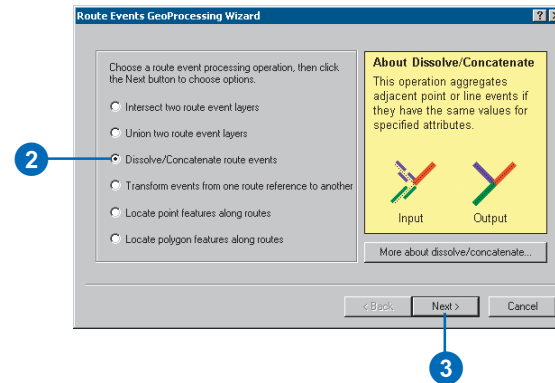 Route Events GeoProcessing Wizard
Choose a route event processing operation, then click
the Next button to choose options.
Intersect two route event layers
Union two route event layers
Dissolve/Concatenate route events
Transform events from one route reference to another
Locate point features along routes
Locate polygon features along routes
About Dissolve/Concatenate
This operation aggregates
adjacent point or line events if
they have the same values for
specified attributes.
Input
Output
More about dissolve/concatenate...
< Back
Next >
Cancel
2
3